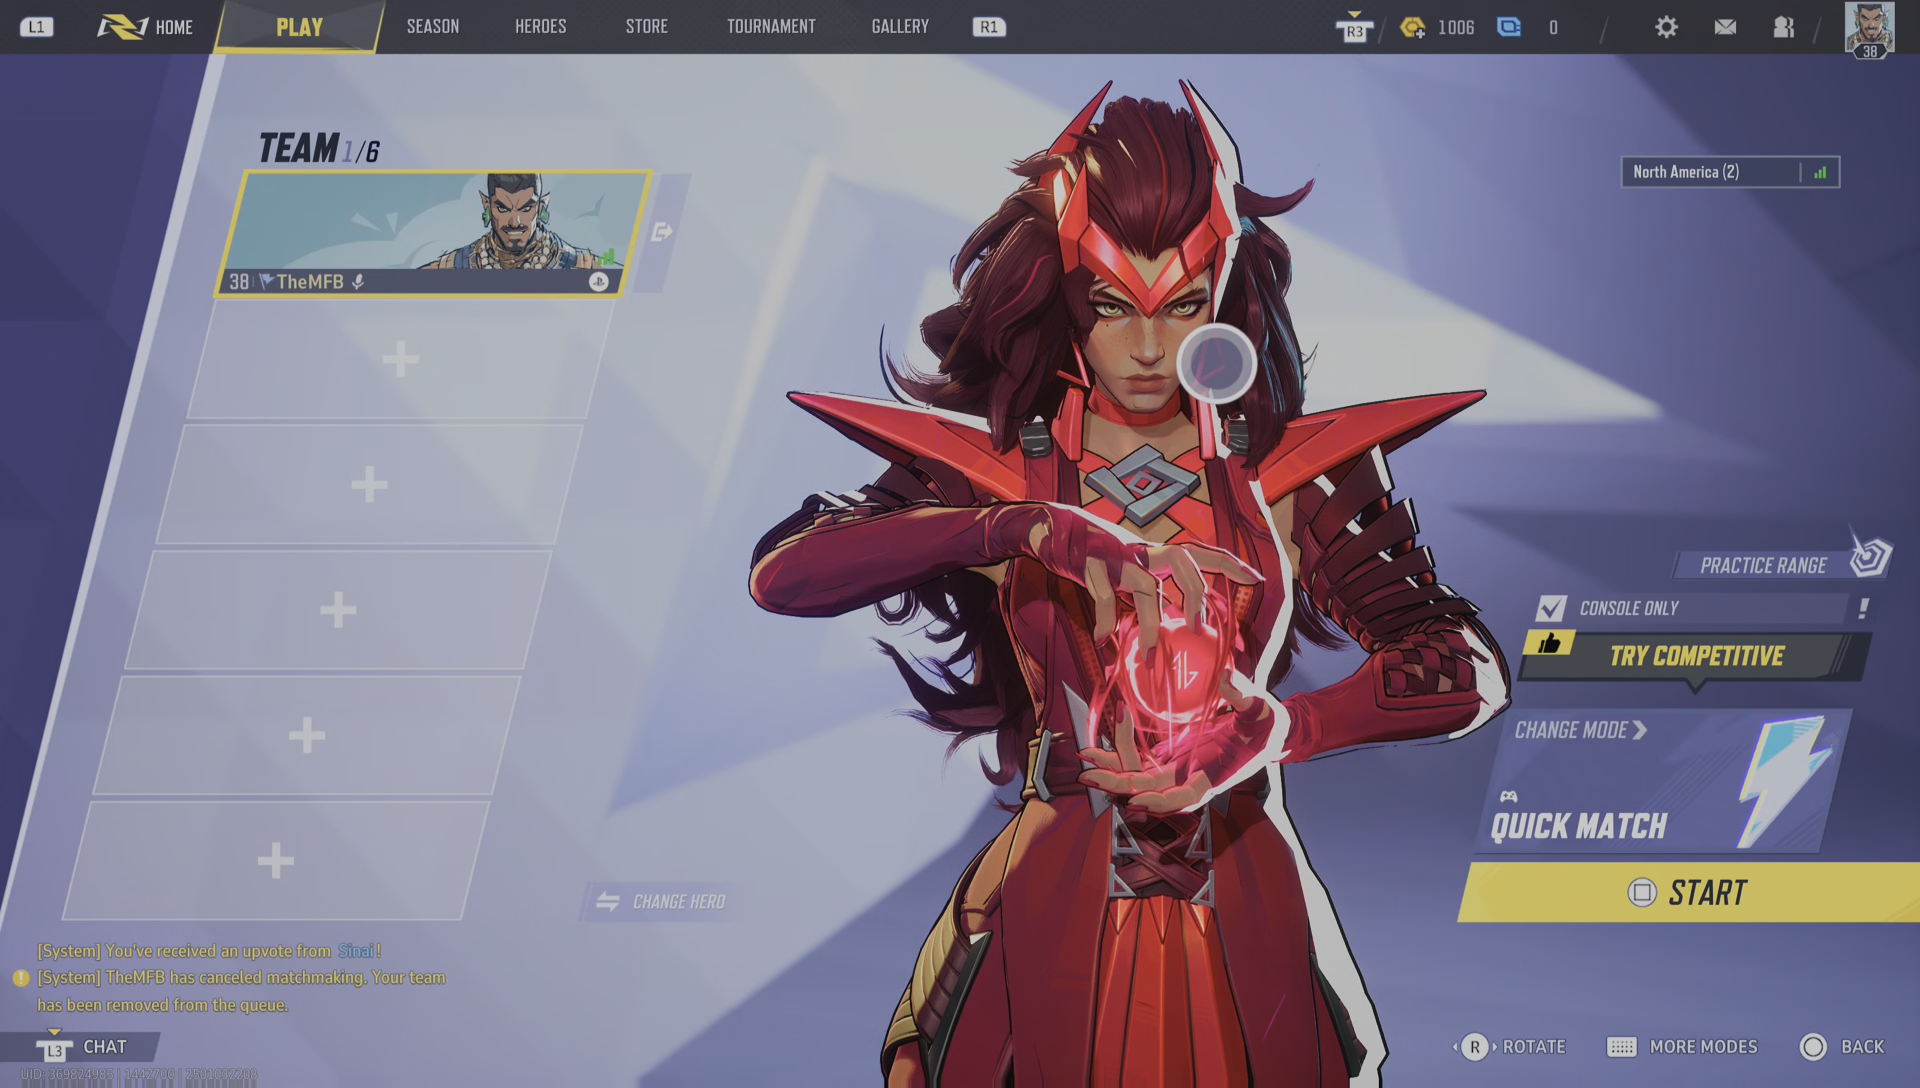 L1 HOME PLAY SEASON HEROES STORE TOURNAMENT GALLERY R1 R3 1006 0
38
TEAM 1/6
North America (2)
38 TheMFB
PRACTICE RANGE
CONSOLE ONLY !
TRY COMPETITIVE
CHANGE MODE
QUICK MATCH
START
CHANGE HERO
[System] You've received an upvote from Sinai!
[System] TheMFB has canceled matchmaking. Your team
has been removed from the queue.
L3 CHAT
R ROTATE MORE MODES BACK